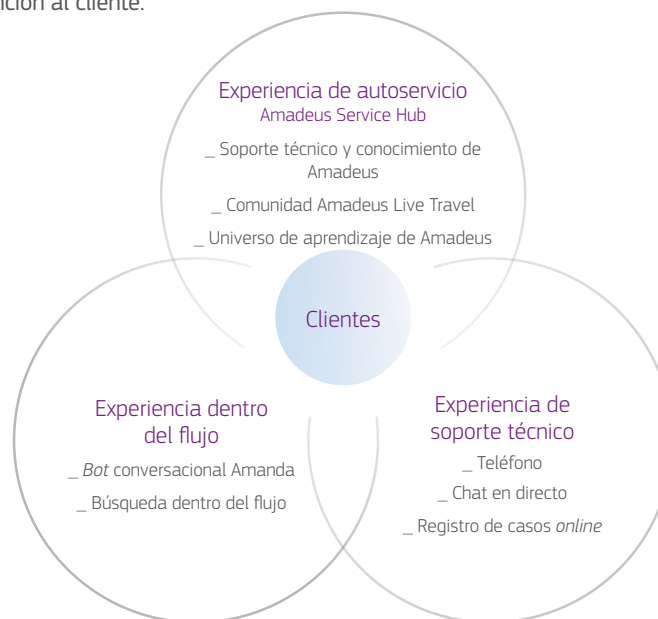 nción al cliente.
Experiencia de autoservicio
Amadeus Service Hub
_ Soporte técnico y conocimiento de
Amadeus
_ Comunidad Amadeus Live Travel
_ Universo de aprendizaje de Amadeus
Clientes
Experiencia dentro
del flujo
_ Bot conversacional Amanda
_ Búsqueda dentro del flujo
Experiencia de
soporte técnico
_ Teléfono
_ Chat en directo
_ Registro de casos online